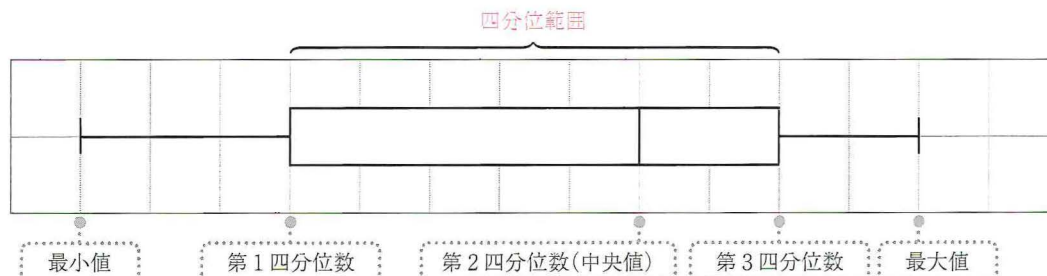 四分位範囲
最小値
第1四分位数
第2四分位数(中央値)
第3四分位数
最大値